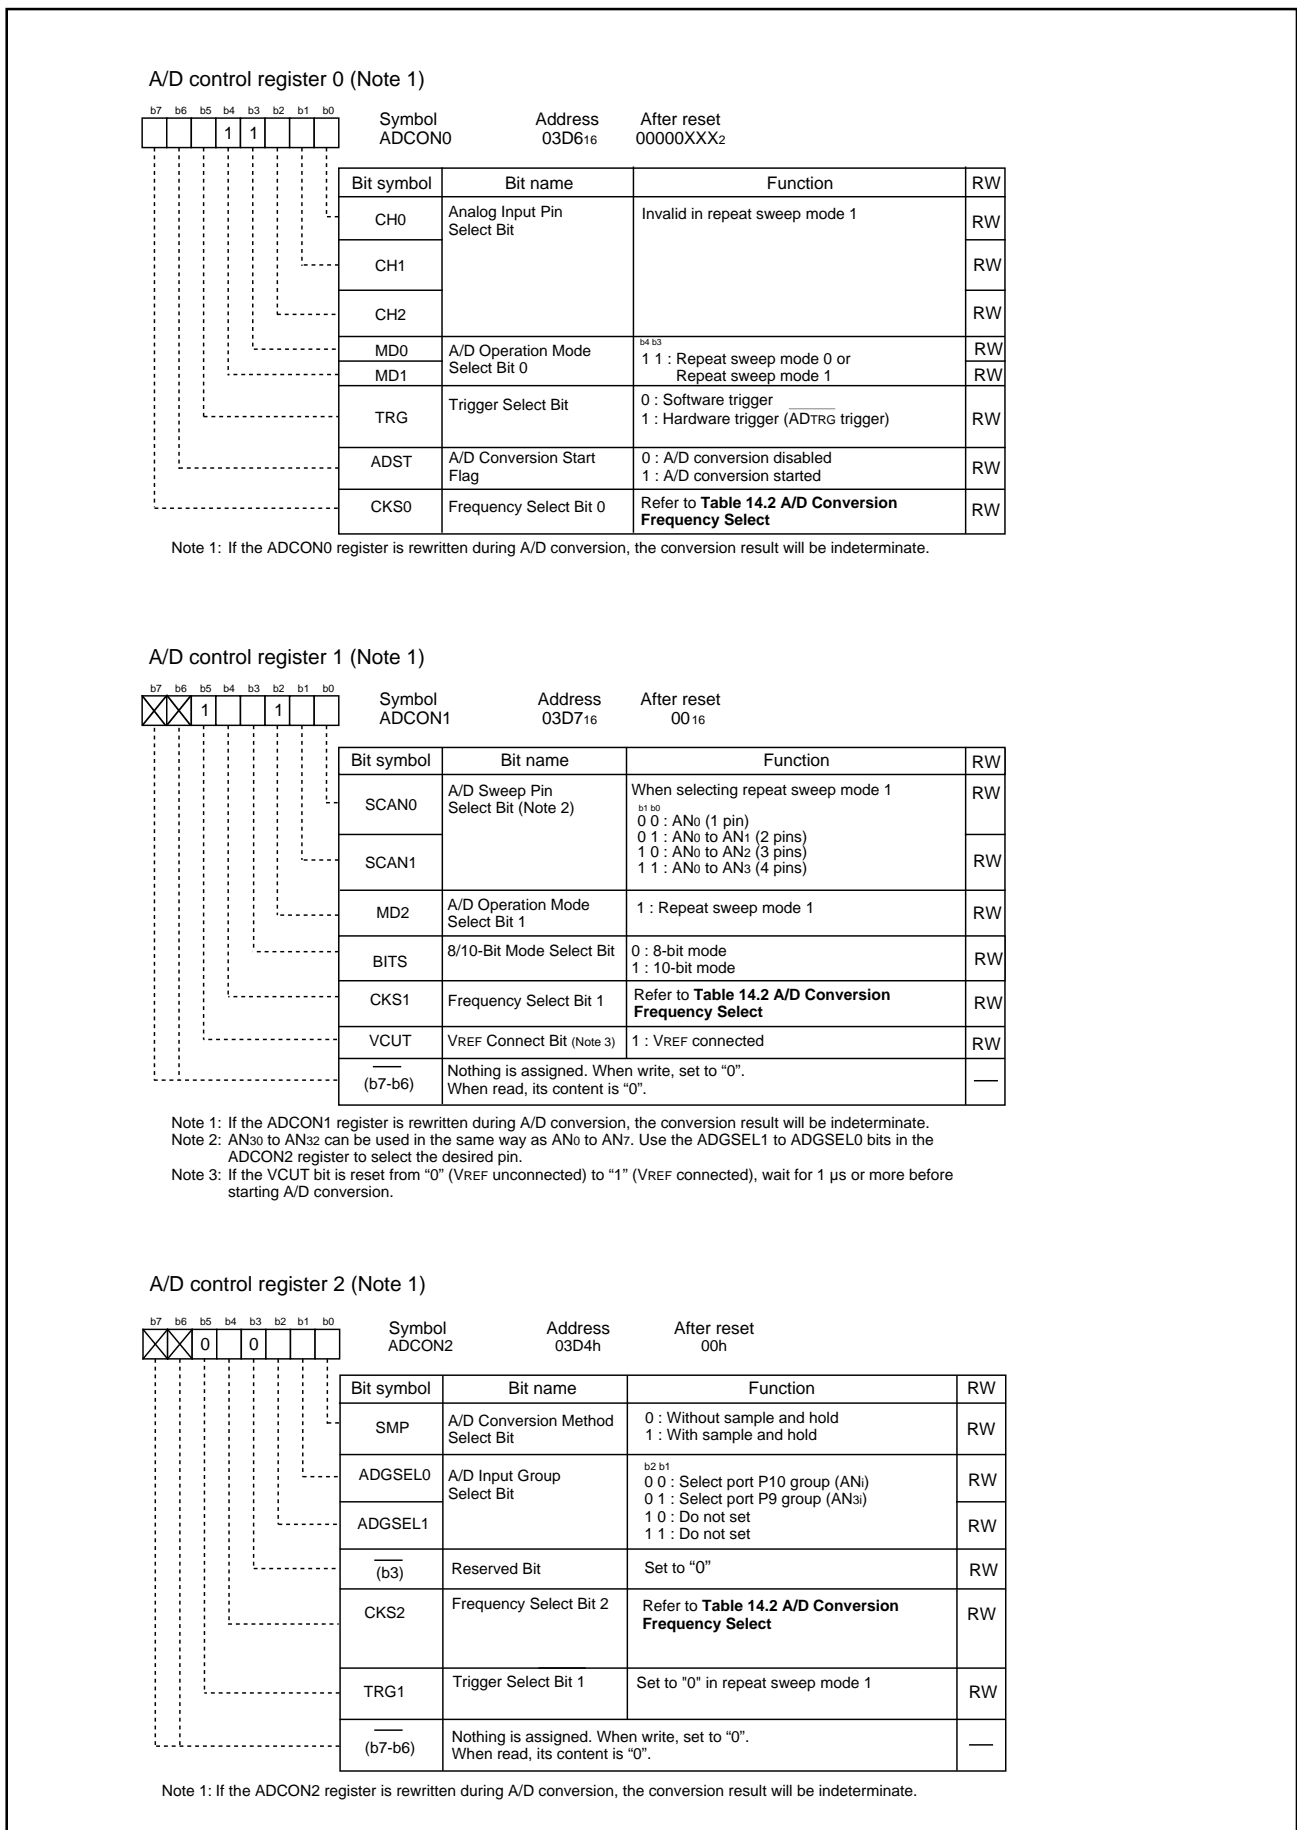 A/D control register 0 (Note 1)
b7 b6 b5 b4 b3 b2 b1 b0
1 1
Symbol Address After reset
ADCON0 03D616 00000XXX2
Bit symbol Bit name Function RW
CH0 Analog Input Pin Select Bit Invalid in repeat sweep mode 1 RW
CH1 RW
CH2 RW
MD0 A/D Operation Mode Select Bit 0 b4 b3 RW
1 1 : Repeat sweep mode 0 or
MD1 Repeat sweep mode 1 RW
TRG Trigger Select Bit 0 : Software trigger
1 : Hardware trigger (ADTRG trigger) RW
ADST A/D Conversion Start Flag 0 : A/D conversion disabled
1 : A/D conversion started RW
CKS0 Frequency Select Bit 0 Refer to Table 14.2 A/D Conversion
Frequency Select RW
Note 1: If the ADCON0 register is rewritten during A/D conversion, the conversion result will be indeterminate.
A/D control register 1 (Note 1)
b7 b6 b5 b4 b3 b2 b1 b0
1 1
Symbol Address After reset
ADCON1 03D716 0016
Bit symbol Bit name Function RW
SCAN0 A/D Sweep Pin Select Bit (Note 2) When selecting repeat sweep mode 1 RW
b1 b0
0 0 : AN0 (1 pin)
0 1 : AN0 to AN1 (2 pins)
1 0 : AN0 to AN2 (3 pins)
SCAN1 1 1 : AN0 to AN3 (4 pins) RW
MD2 A/D Operation Mode Select Bit 1 1 : Repeat sweep mode 1 RW
BITS 8/10-Bit Mode Select Bit 0 : 8-bit mode
1 : 10-bit mode RW
CKS1 Frequency Select Bit 1 Refer to Table 14.2 A/D Conversion
Frequency Select RW
VCUT VREF Connect Bit (Note 3) 1 : VREF connected RW
(b7-b6) Nothing is assigned. When write, set to “0”.
When read, its content is “0”. —
Note 1: If the ADCON1 register is rewritten during A/D conversion, the conversion result will be indeterminate.
Note 2: AN30 to AN32 can be used in the same way as AN0 to AN7. Use the ADGSEL1 to ADGSEL0 bits in the
ADCON2 register to select the desired pin.
Note 3: If the VCUT bit is reset from “0” (VREF unconnected) to “1” (VREF connected), wait for 1 µs or more before
starting A/D conversion.
A/D control register 2 (Note 1)
b7 b6 b5 b4 b3 b2 b1 b0
0 0
Symbol Address After reset
ADCON2 03D4h 00h
Bit symbol Bit name Function RW
SMP A/D Conversion Method Select Bit 0 : Without sample and hold
1 : With sample and hold RW
ADGSEL0 A/D Input Group Select Bit b2 b1
0 0 : Select port P10 group (ANi) RW
0 1 : Select port P9 group (AN3i)
ADGSEL1 1 0 : Do not set
1 1 : Do not set RW
(b3) Reserved Bit Set to “0” RW
CKS2 Frequency Select Bit 2 Refer to Table 14.2 A/D Conversion
Frequency Select RW
TRG1 Trigger Select Bit 1 Set to "0" in repeat sweep mode 1 RW
(b7-b6) Nothing is assigned. When write, set to “0”.
When read, its content is “0”. —
Note 1: If the ADCON2 register is rewritten during A/D conversion, the conversion result will be indeterminate.